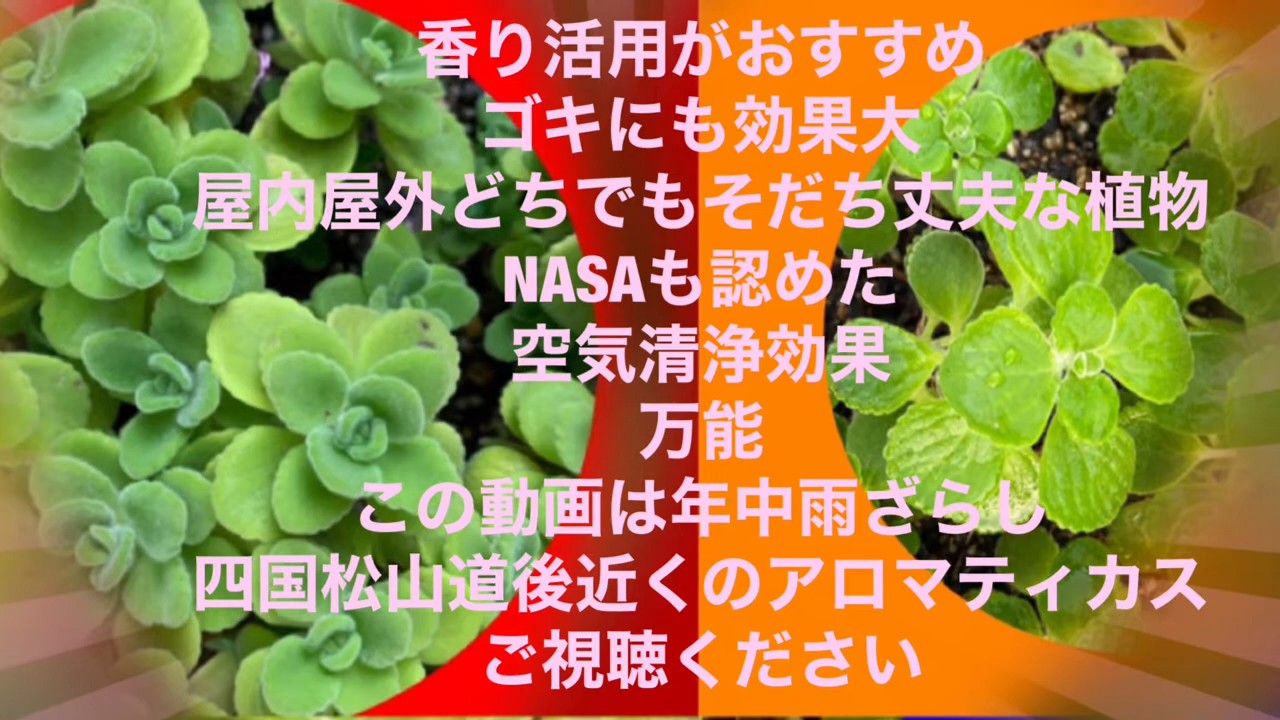 香り活用がおすすめ
ゴキにも効果大
屋内屋外どちでもそだち丈夫な植物
NASAも認めた
空気清浄効果
万能
この動画は年中雨ざらし
四国松山道後近くのアロマティカス
ご視聴ください